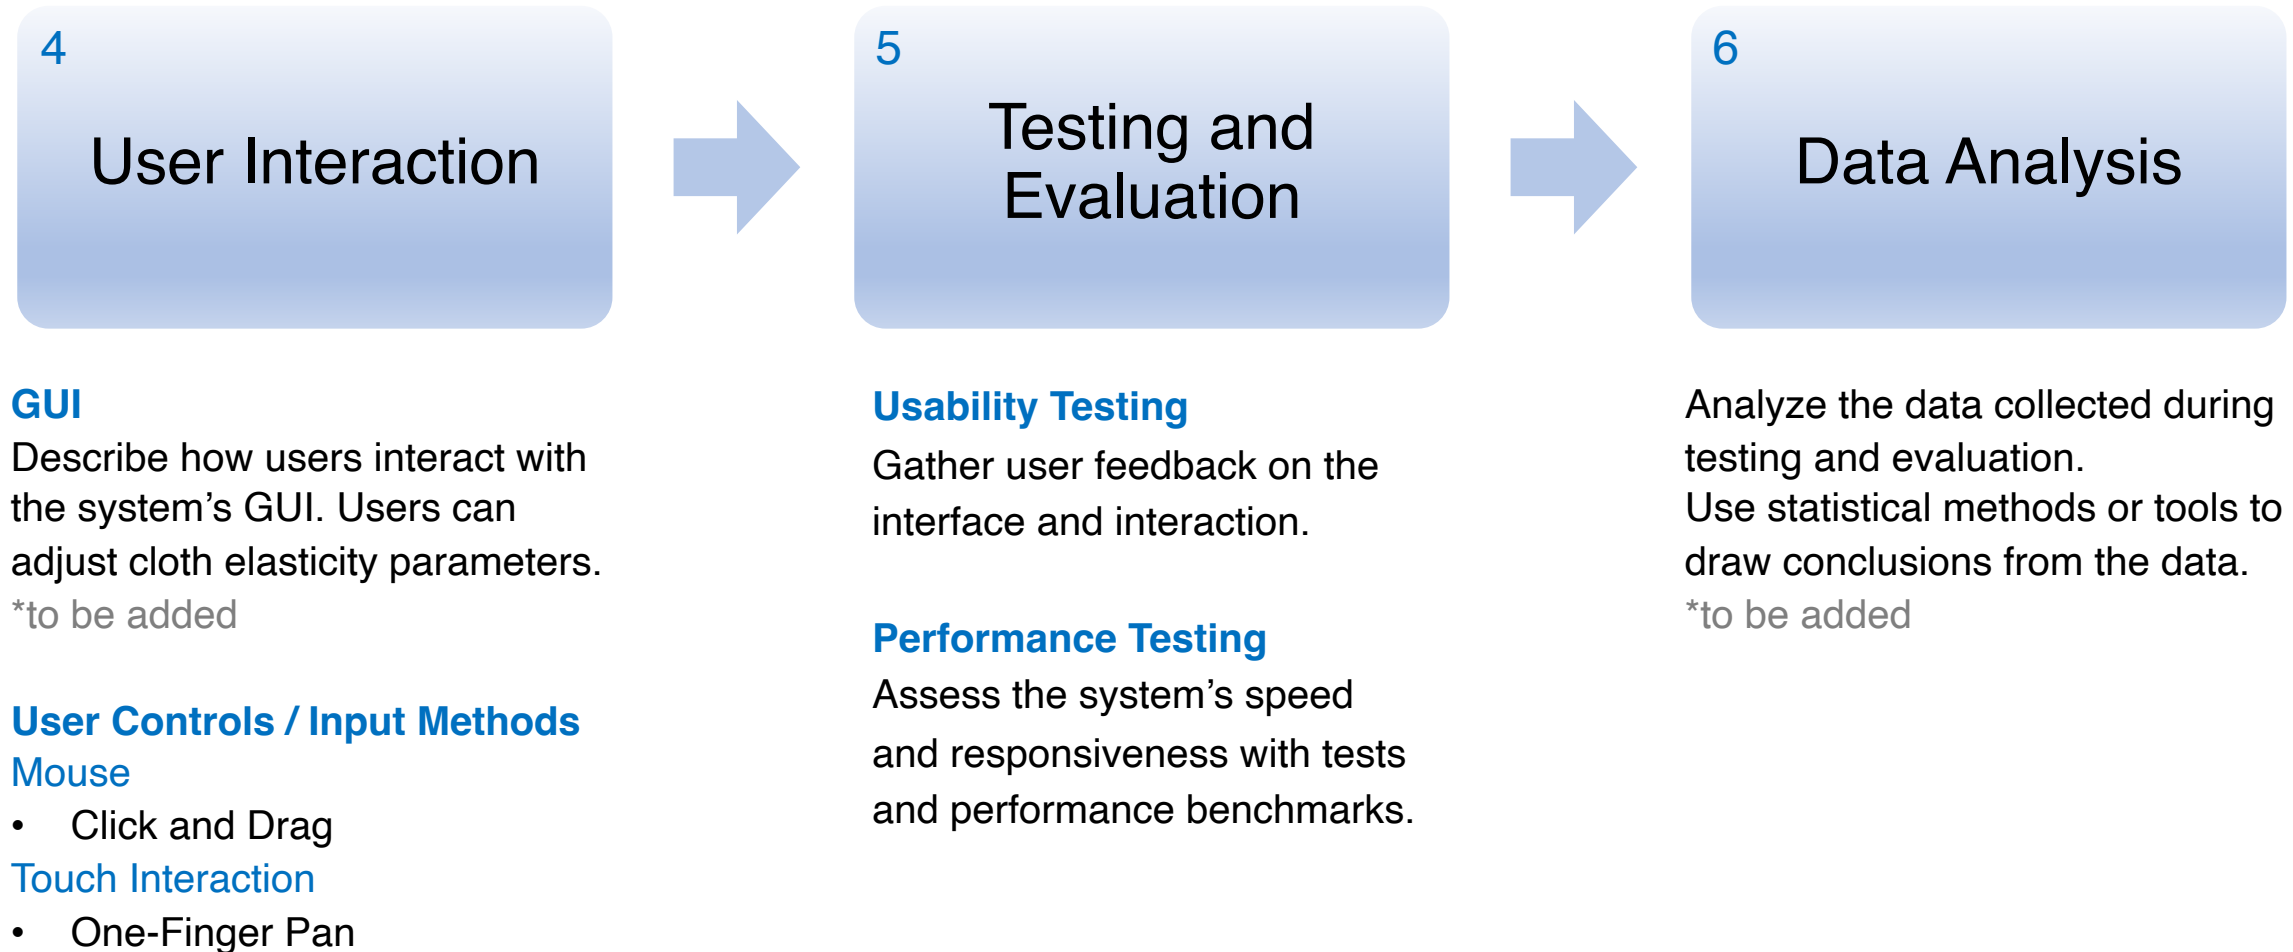 4
User Interaction
5
Testing and
Evaluation
6
Data Analysis
GUI
Describe how users interact with
the system’s GUI. Users can
adjust cloth elasticity parameters.
*to be added
User Controls / Input Methods
Mouse
• Click and Drag
Touch Interaction
• One-Finger Pan
Usability Testing
Gather user feedback on the
interface and interaction.
Performance Testing
Assess the system’s speed
and responsiveness with tests
and performance benchmarks.
Analyze the data collected during
testing and evaluation.
Use statistical methods or tools to
draw conclusions from the data.
*to be added